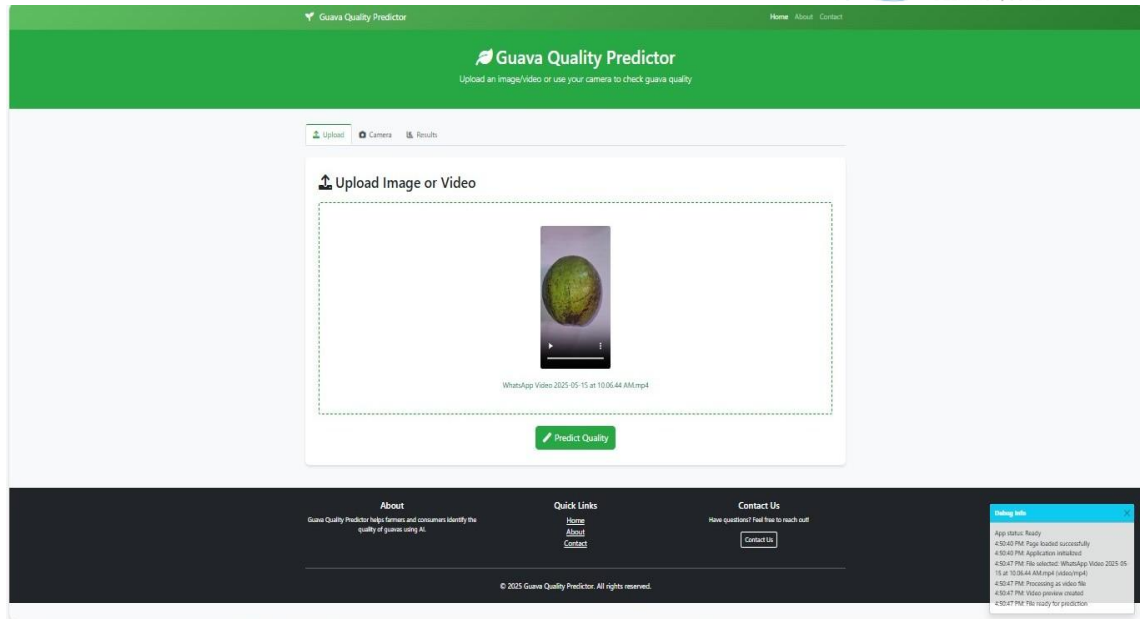 Guava Quality Predictor
Home About Contact
Guava Quality Predictor
Upload an image/video or use your camera to check guava quality
Upload Camera Results
Upload Image or Video
WhatsApp Video 2025-05-15 at 10.06.44 AM.mp4
Predict Quality
About
Guava Quality Predictor helps farmers and consumers identify the
quality of guavas using AI.
Quick Links
Home
About
Contact
Contact Us
Have questions? Feel free to reach out!
Contact Us
© 2025 Guava Quality Predictor. All rights reserved.
Debug Info
App status: Ready
4:50:40 PM: Page loaded successfully
4:50:40 PM: Application initialized
4:50:47 PM: File selected: WhatsApp Video 2025-05-
15 at 10.06.44 AM.mp4 (video/mp4)
4:50:47 PM: Processing as video file
4:50:47 PM: Video preview created
4:50:47 PM: File ready for prediction